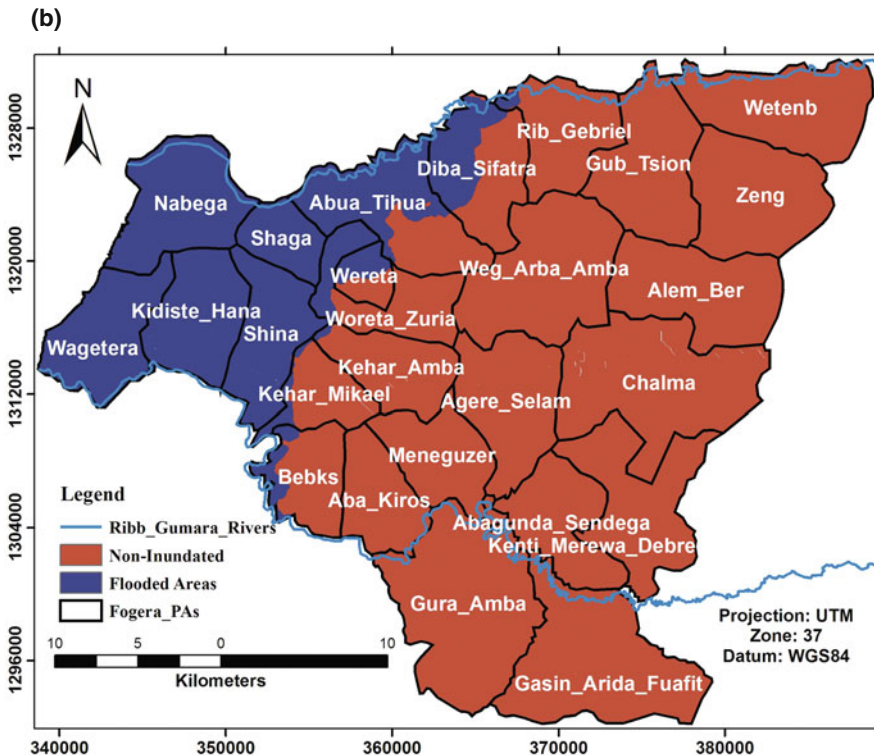 (b)
N
1328000
1320000
1312000
1304000
1296000
Wetenb
Rib_Gebriel
Diba_Sifatra
Gub_Tsion
Nabega
Abua_Tihua
Zeng
Shaga
Wereta
Weg_Arba_Amba
Alem_Ber
Kidiste_Hana
Woreta_Zuria
Shina
Wagetera
Kehar_Amba
Chalma
Kehar_Mikael
Agere_Selam
Meneguzer
Bebks
Aba_Kiros
Abagunda_Sendega
Kenti_Merewa_Debre
Gura_Amba
Gasin_Arida_Fuafit
Legend
Ribb_Gumara_Rivers
Non-Inundated
Flooded Areas
Fogera_PAs
10 5 0 10
Kilometers
Projection: UTM
Zone: 37
Datum: WGS84
340000 350000 360000 370000 380000